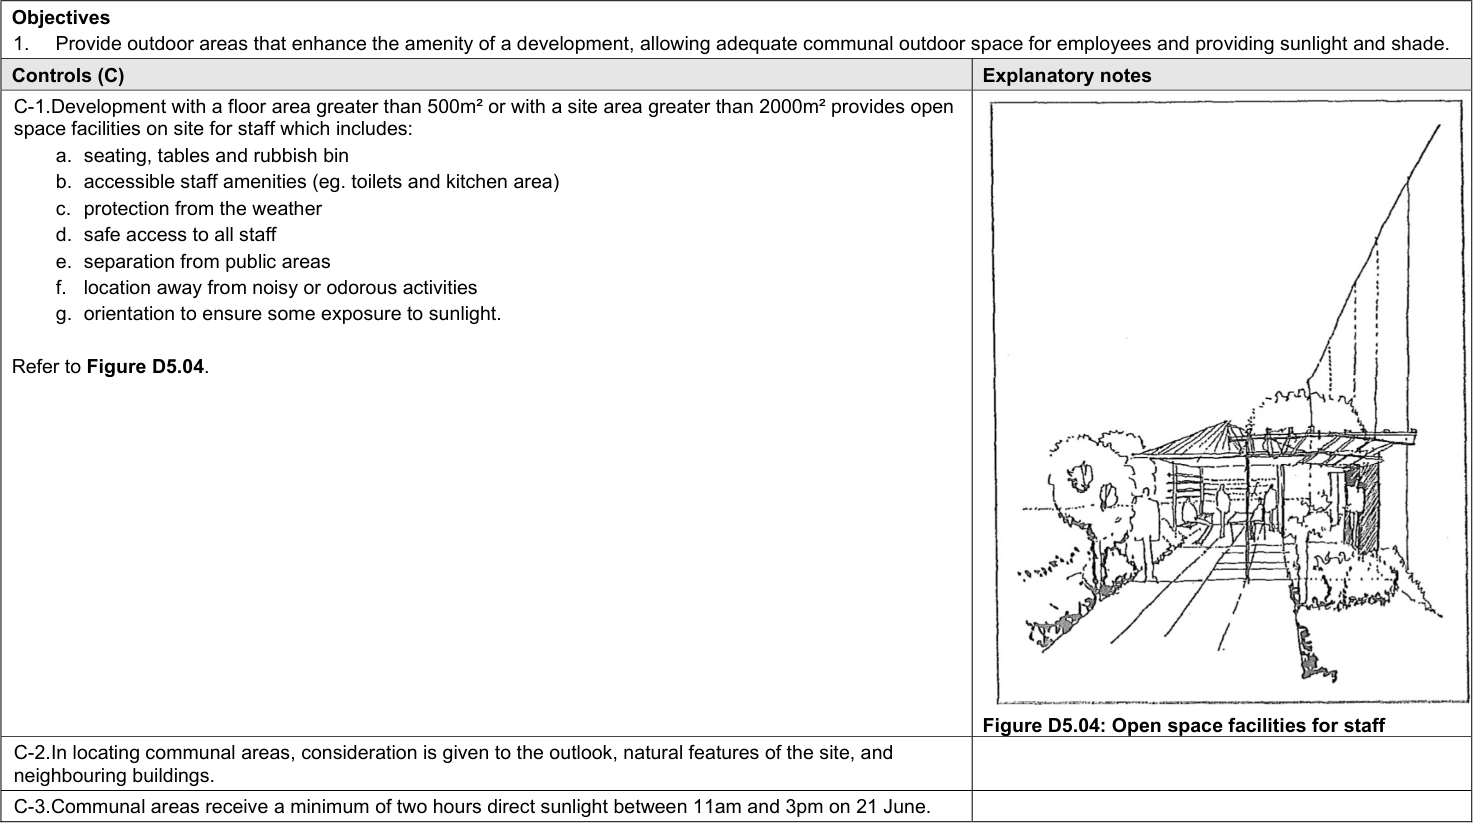 Objectives
1. Provide outdoor areas that enhance the amenity of a development, allowing adequate communal outdoor space for employees and providing sunlight and shade.
Controls (C)
Explanatory notes
C-1.Development with a floor area greater than 500m² or with a site area greater than 2000m² provides open
space facilities on site for staff which includes:
a. seating, tables and rubbish bin
b. accessible staff amenities (eg. toilets and kitchen area)
c. protection from the weather
d. safe access to all staff
e. separation from public areas
f. location away from noisy or odorous activities
g. orientation to ensure some exposure to sunlight.
Refer to Figure D5.04.
Figure D5.04: Open space facilities for staff
C-2.In locating communal areas, consideration is given to the outlook, natural features of the site, and
neighbouring buildings.
C-3.Communal areas receive a minimum of two hours direct sunlight between 11am and 3pm on 21 June.